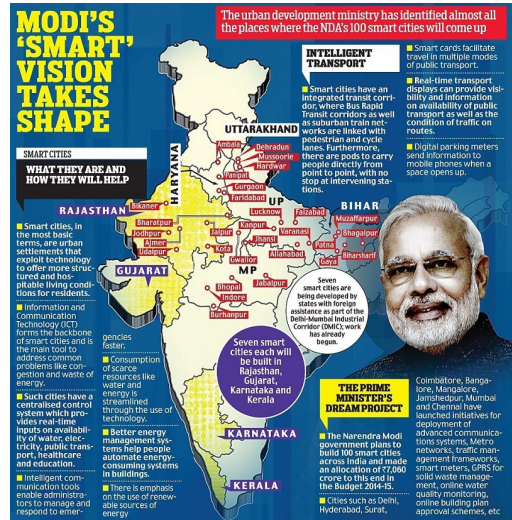 MODI'S
'SMART'
VISION
TAKES
SHAPE
The urban development ministry has identified almost all
the places where the NDA's 100 smart cities will come up
SMART CITIES
WHAT THEY ARE AND
HOW THEY WILL HELP
Smart cities, in
the most basic
terms, are urban
settlements that
exploit technology
to offer more struc-
tured and hos-
pitable living condi-
tions for residents.
Information and
Communication
Technology (ICT)
forms the backbone
of smart cities and is
the main tool to
address common
problems like con-
gestion and waste of
energy.
Such cities have a
centralised control
system which pro-
vides real-time
inputs on availabil-
ity of water, elec-
tricity, public trans-
port, healthcare
and education.
Intelligent com-
munication tools
enable administra-
tors to manage and
respond to emer-
gencies
faster.
Consumption
of scarce
resources like
water and
energy is
streamlined
through the use of
technology.
Better energy
management sys-
tems help people
automate energy-
consuming systems
in buildings.
There is emphasis
on the use of renew-
able sources of
energy
INTELLIGENT
TRANSPORT
Smart cities have an
integrated transit corri-
dor, where Bus Rapid
Transit corridors as well
as suburban train net-
works are linked with
pedestrian and cycle
lanes. Furthermore,
there are pods to carry
people directly from
point to point, with no
stop at intervening sta-
tions.
Smart cards facilitate
travel in multiple modes
of public transport.
Real-time transport
displays can provide visi-
bility and information
on availability of public
transport as well as the
condition of traffic on
routes.
Digital parking meters
send information to
mobile phones when a
space opens up.
UTTARAKHAND
Dehradun
Mussoorie
Hardwar
HARYANA
Ambala
Panipat
Gurgaon
Faridabad
RAJASTHAN
Bikaner
Bharatpur
Jodhpur
Ajmer
Udaipur
Jaipur
Kota
UP
Lucknow
Faizabad
Kanpur
Varanasi
Jhansi
Allahabad
BIHAR
Muzaffarpur
Bhagalpur
Patna
Biharsharif
Gaya
GUJARAT
MP
Gwalior
Bhopal
Jabalpur
Indore
Burhanpur
KARNATAKA
KERALA
Seven
smart cities are
being developed by
states with foreign
assistance as part of the
Delhi-Mumbai Industrial
Corridor (DMIC); work
has already
begun.
Seven smart
cities each will
be built in
Rajasthan,
Gujarat,
Karnataka and
Kerala
THE PRIME
MINISTER'S
DREAM PROJECT
The Narendra Modi
government plans to
build 100 smart cities
across India and made
an allocation of ₹7,060
crore to this end in
the Budget 2014-15.
Cities such as Delhi,
Hyderabad, Surat,
Coimbatore, Banga-
lore, Mangalore,
Jamshedpur, Mumbai
and Chennai have
launched initiatives for
deployment of
advanced communica-
tions systems, Metro
networks, traffic man-
agement frameworks,
smart meters, GPRS for
solid waste manage-
ment, online water
quality monitoring,
online building plan
approval schemes, etc